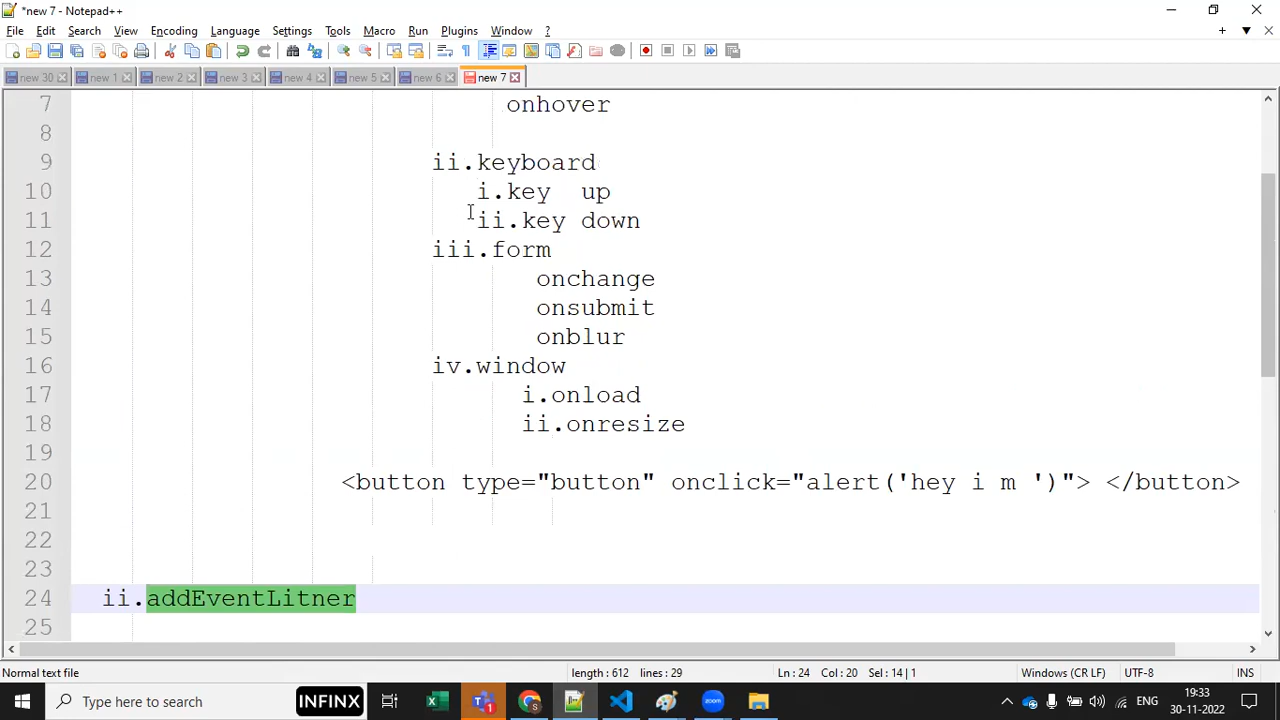 *new 7 - Notepad++
File Edit Search View Encoding Language Settings Tools Macro Run Plugins Window ?
new 30 new 1 new 2 new 3 new 4 new 5 new 6 new 7
7 onhover
8
9 ii.keyboard
10 i.key up
11 ii.key down
12 iii.form
13 onchange
14 onsubmit
15 onblur
16 iv.window
17 i.onload
18 ii.onresize
19
20 <button type="button" onclick="alert('hey i m ')"> </button>
21
22
23
24 ii.addEventLitner
25
Normal text file length : 612 lines : 29 Ln : 24 Col : 20 Sel : 14 | 1 Windows (CR LF) UTF-8 INS
Type here to search INFINX ENG 19:33
30-11-2022